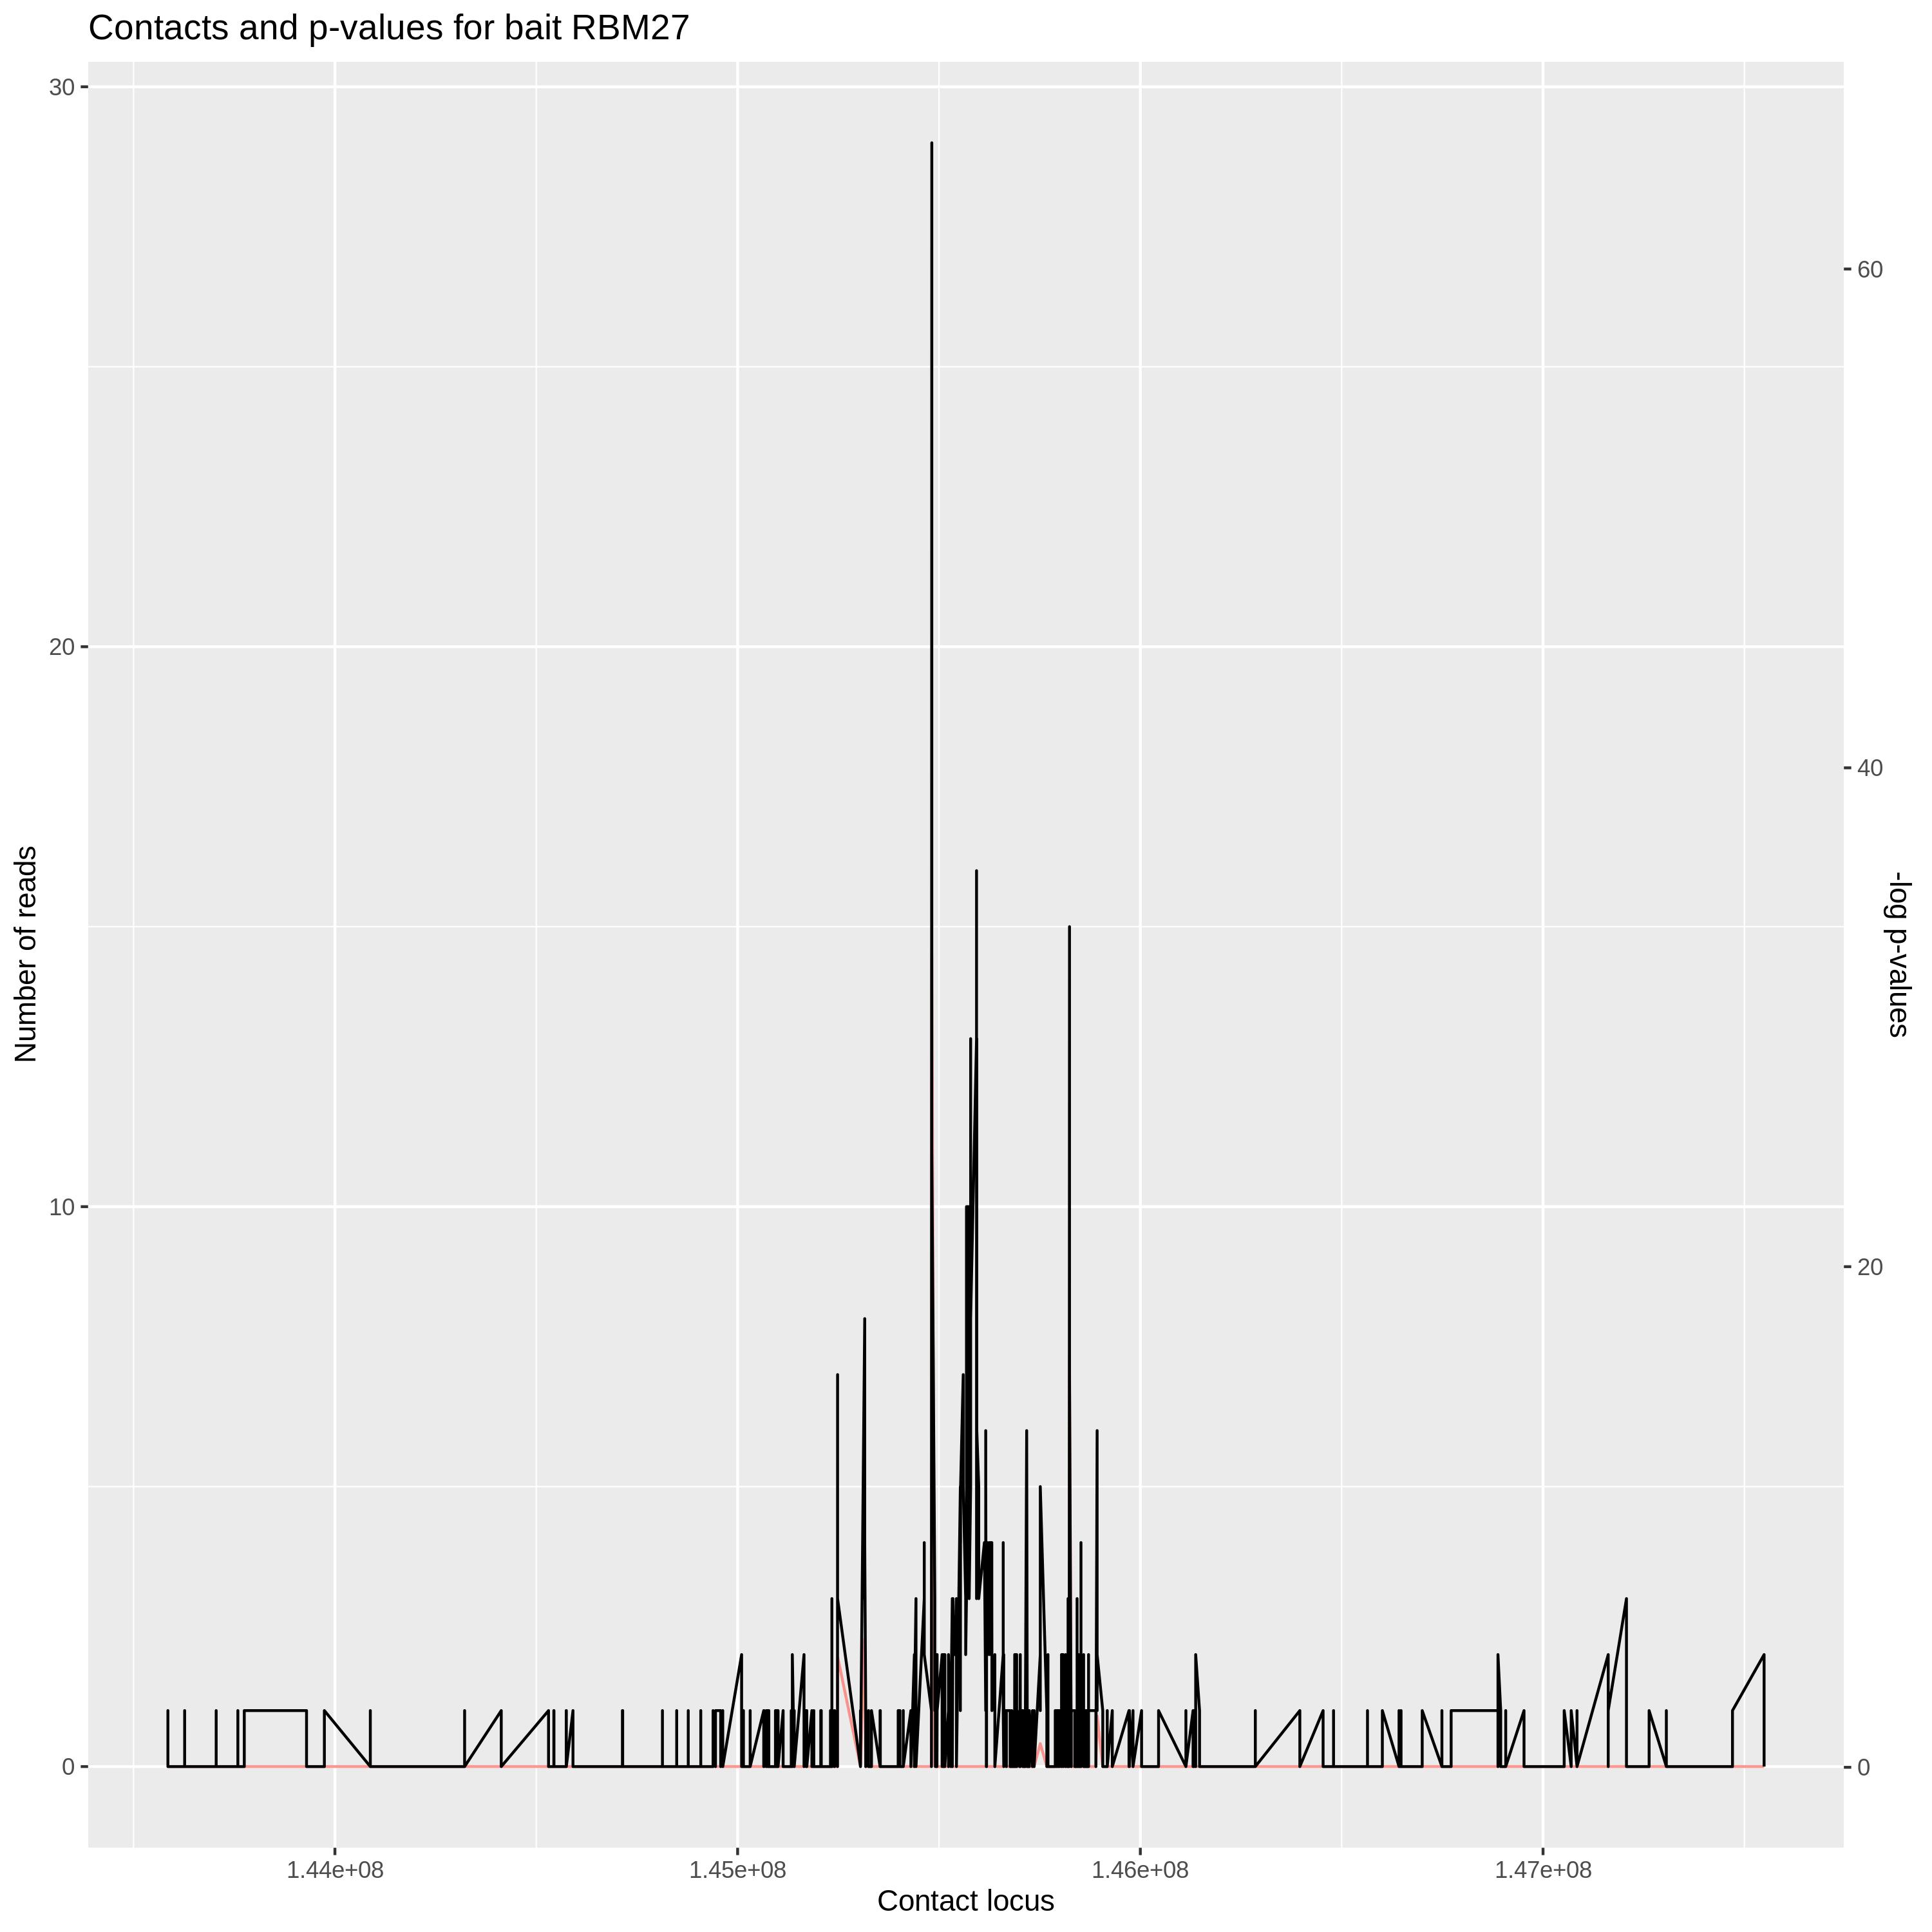 Contacts and p-values for bait RBM27
30
20
10
0
Number of reads
60
40
20
0
-log p-values
1.44e+08 1.45e+08 1.46e+08 1.47e+08
Contact locus